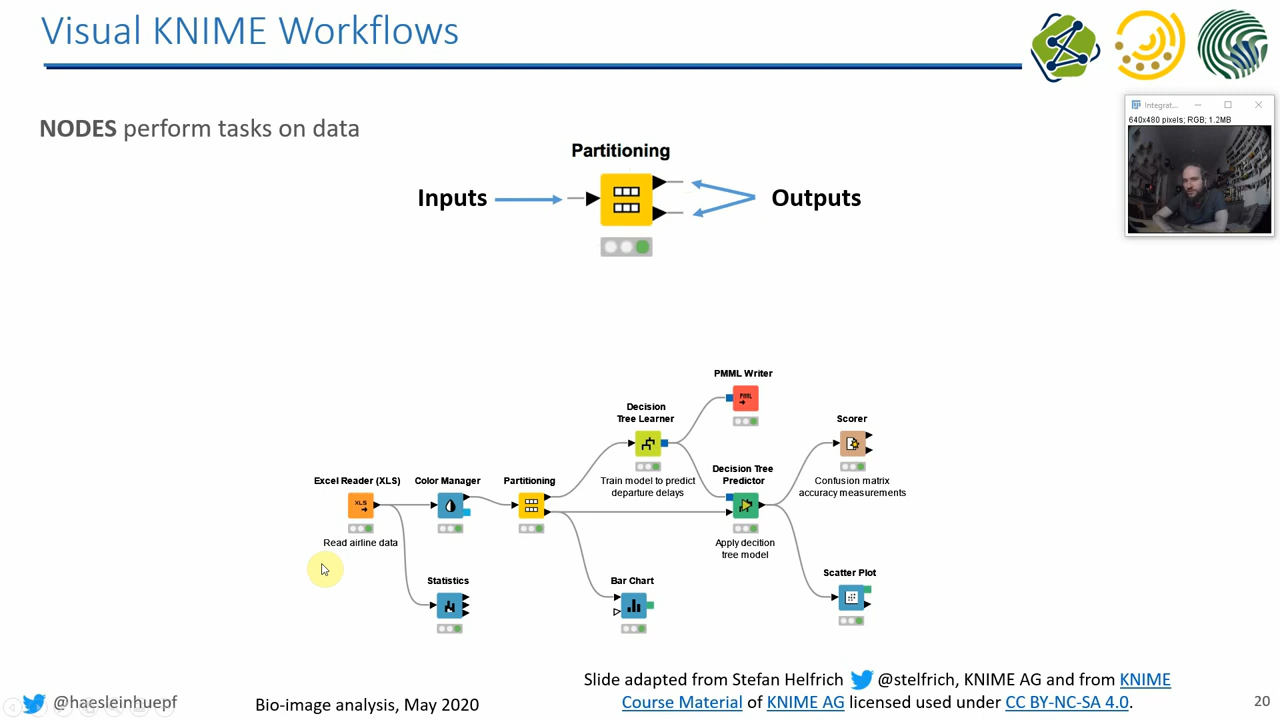 Visual KNIME Workflows
Integrat...
640x480 pixels; RGB; 1.2MB
NODES perform tasks on data
Partitioning
Inputs
Outputs
PMML Writer
PMML
Decision
Tree Learner
Scorer
Train model to predict
departure delays
Decision Tree
Predictor
Confusion matrix
accuracy measurements
Excel Reader (XLS)
Color Manager
Partitioning
XLS
Read airline data
Apply decition
tree model
Statistics
Bar Chart
Scatter Plot
Slide adapted from Stefan Helfrich @stelfrich, KNIME AG and from KNIME
Course Material of KNIME AG licensed used under CC BY-NC-SA 4.0.
@haesleinhuepf
Bio-image analysis, May 2020
20